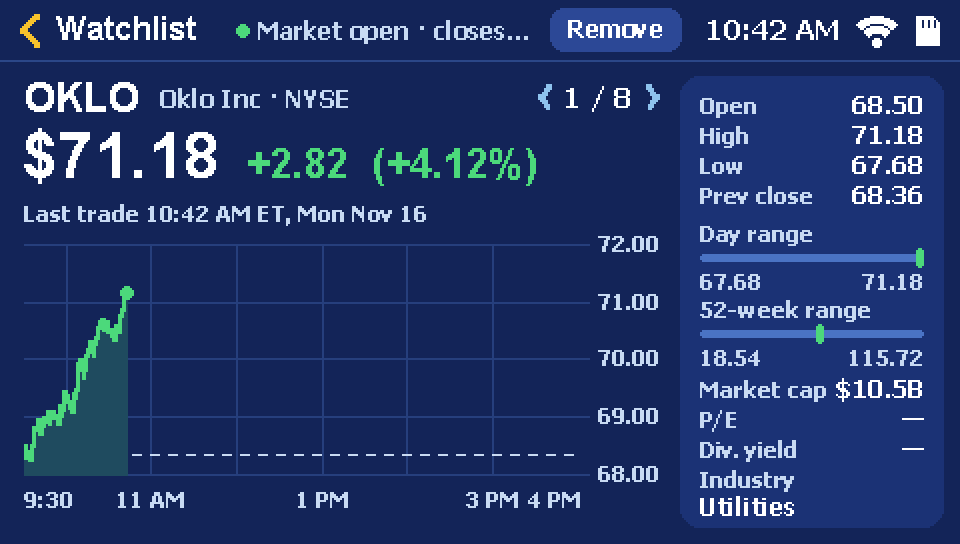 Watchlist
Market open · closes...
Remove
10:42 AM
OKLO Oklo Inc · NYSE
1 / 8
$71.18 +2.82 (+4.12%)
Last trade 10:42 AM ET, Mon Nov 16
72.00
71.00
70.00
69.00
68.00
9:30 11 AM 1 PM 3 PM 4 PM
Open 68.50
High 71.18
Low 67.68
Prev close 68.36
Day range
67.68 71.18
52-week range
18.54 115.72
Market cap $10.5B
P/E —
Div. yield —
Industry
Utilities